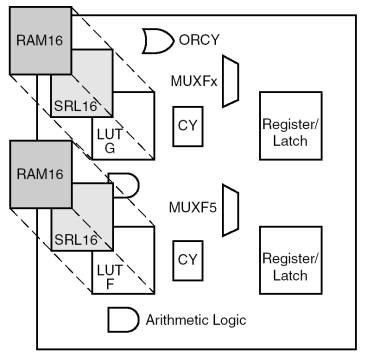 RAM16
ORCY
MUXFx
SRL16
LUT
G
CY
Register/
Latch
RAM16
MUXF5
SRL16
LUT
F
CY
Register/
Latch
Arithmetic Logic